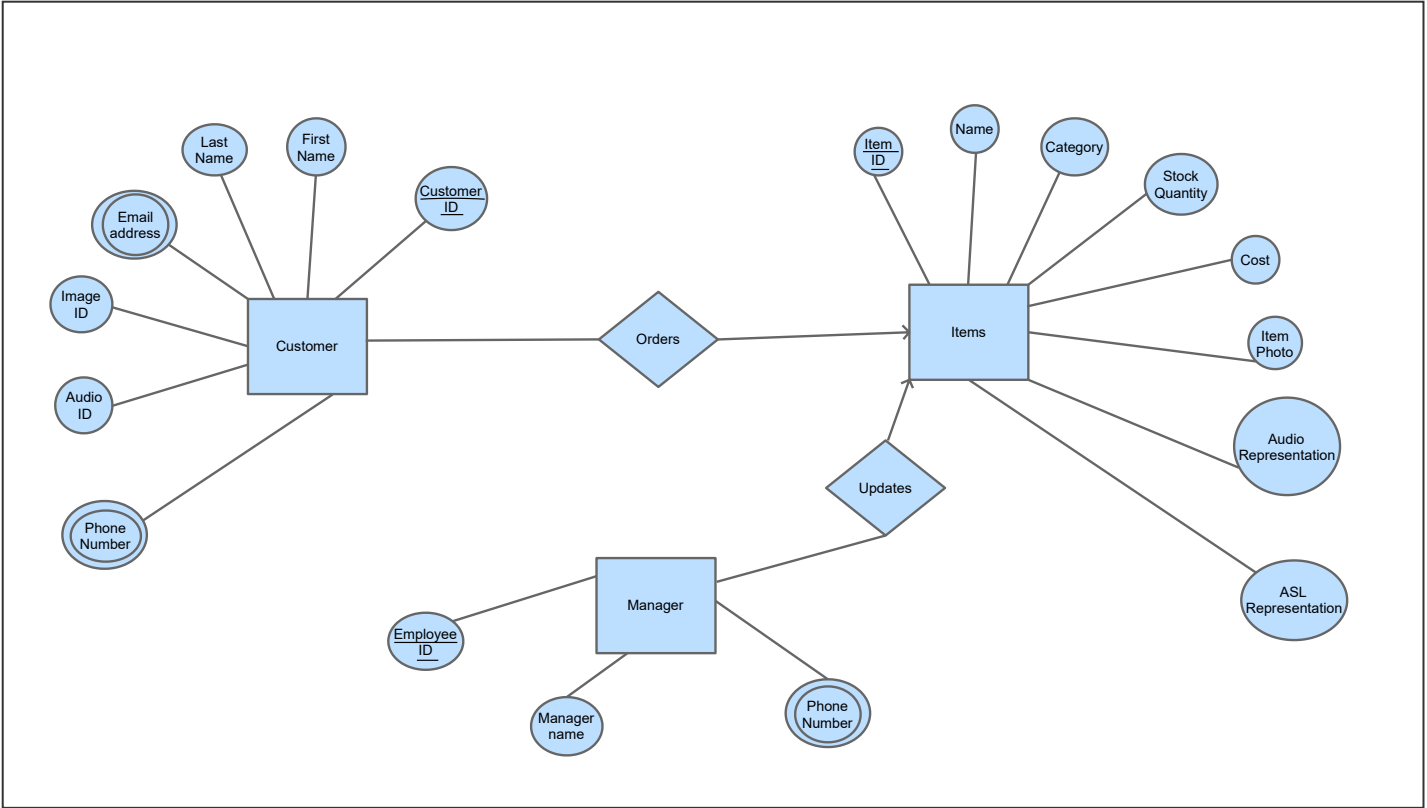 Last
Name
First
Name
Customer
ID
Email
address
Image
ID
Audio
ID
Phone
Number
Customer
Orders
Item
ID
Name
Category
Stock
Quantity
Cost
Item
Photo
Audio
Representation
ASL
Representation
Items
Updates
Manager
Employee
ID
Manager
name
Phone
Number